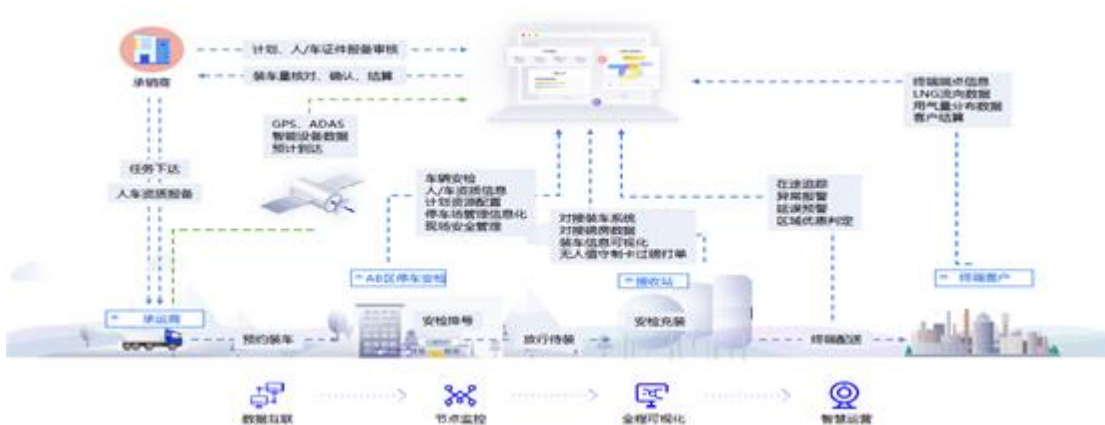 计划、人/车证件报备审核
承销商
装车量核对、确认、结算
终端端点信息
LNG流向数据
用气量分布数据
客户结算
GPS、ADAS
智能设备数据
预计到达
任务下达
人车资质报备
车辆安检
人/车资质信息
计划资源配置
停车场管理信息化
现场安全管理
在途追踪
异常报警
延误预警
区域优惠判定
对接装车系统
对接磅房数据
装车信息可视化
无人值守制卡过磅打单
AB区停车安检
接收站
终端客户
承运商
安检排号
安检充装
预约装车
放行待装
终端配送
数据互联
节点监控
全程可视化
智慧运营